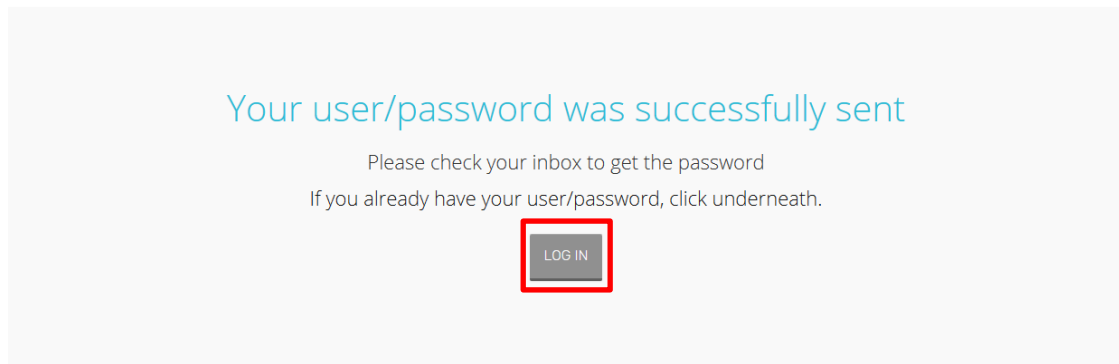 Your user/password was successfully sent
Please check your inbox to get the password
If you already have your user/password, click underneath.
LOG IN